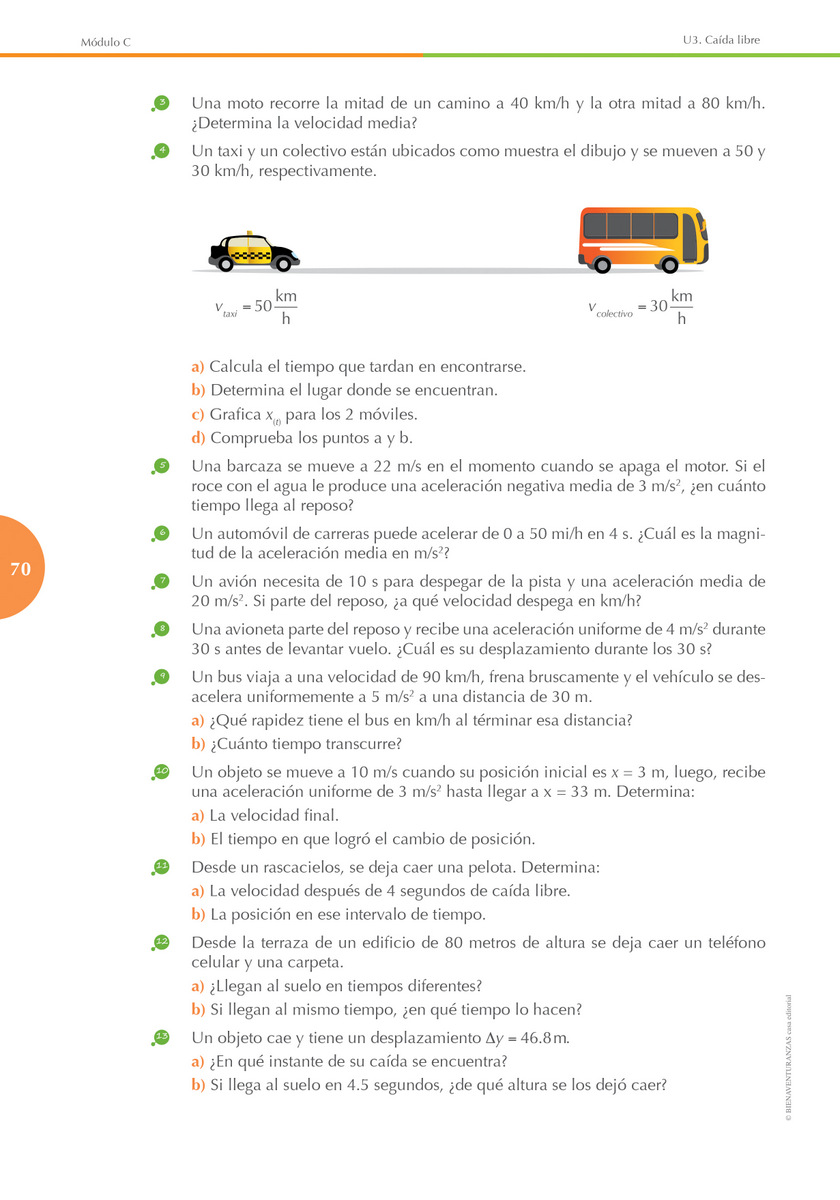 Módulo C
U3. Caída libre
3 Una moto recorre la mitad de un camino a 40 km/h y la otra mitad a 80 km/h.
¿Determina la velocidad media?
4 Un taxi y un colectivo están ubicados como muestra el dibujo y se mueven a 50 y
30 km/h, respectivamente.
v_taxi = 50 km/h
v_colectivo = 30 km/h
a) Calcula el tiempo que tardan en encontrarse.
b) Determina el lugar donde se encuentran.
c) Grafica x_(t) para los 2 móviles.
d) Comprueba los puntos a y b.
5 Una barcaza se mueve a 22 m/s en el momento cuando se apaga el motor. Si el
roce con el agua le produce una aceleración negativa media de 3 m/s², ¿en cuánto
tiempo llega al reposo?
6 Un automóvil de carreras puede acelerar de 0 a 50 mi/h en 4 s. ¿Cuál es la magni-
tud de la aceleración media en m/s²?
70
7 Un avión necesita de 10 s para despegar de la pista y una aceleración media de
20 m/s². Si parte del reposo, ¿a qué velocidad despega en km/h?
8 Una avioneta parte del reposo y recibe una aceleración uniforme de 4 m/s² durante
30 s antes de levantar vuelo. ¿Cuál es su desplazamiento durante los 30 s?
9 Un bus viaja a una velocidad de 90 km/h, frena bruscamente y el vehículo se des-
acelera uniformemente a 5 m/s² a una distancia de 30 m.
a) ¿Qué rapidez tiene el bus en km/h al términar esa distancia?
b) ¿Cuánto tiempo transcurre?
10 Un objeto se mueve a 10 m/s cuando su posición inicial es x = 3 m, luego, recibe
una aceleración uniforme de 3 m/s² hasta llegar a x = 33 m. Determina:
a) La velocidad final.
b) El tiempo en que logró el cambio de posición.
11 Desde un rascacielos, se deja caer una pelota. Determina:
a) La velocidad después de 4 segundos de caída libre.
b) La posición en ese intervalo de tiempo.
12 Desde la terraza de un edificio de 80 metros de altura se deja caer un teléfono
celular y una carpeta.
a) ¿Llegan al suelo en tiempos diferentes?
b) Si llegan al mismo tiempo, ¿en qué tiempo lo hacen?
13 Un objeto cae y tiene un desplazamiento Δy = 46.8 m.
a) ¿En qué instante de su caída se encuentra?
b) Si llega al suelo en 4.5 segundos, ¿de qué altura se los dejó caer?
© BIENAVENTURANZAS casa editorial